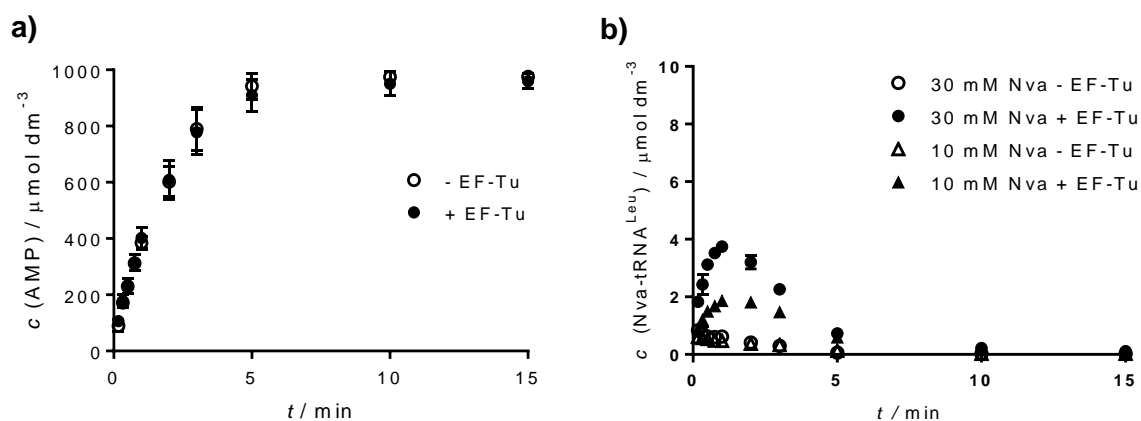 a)
c (AMP) / µmol dm⁻³
1000
800
600
400
200
0
0 5 10 15
t / min
- EF-Tu
+ EF-Tu
b)
c (Nva-tRNA^Leu) / µmol dm⁻³
10
8
6
4
2
0
0 5 10 15
t / min
30 mM Nva - EF-Tu
30 mM Nva + EF-Tu
10 mM Nva - EF-Tu
10 mM Nva + EF-Tu